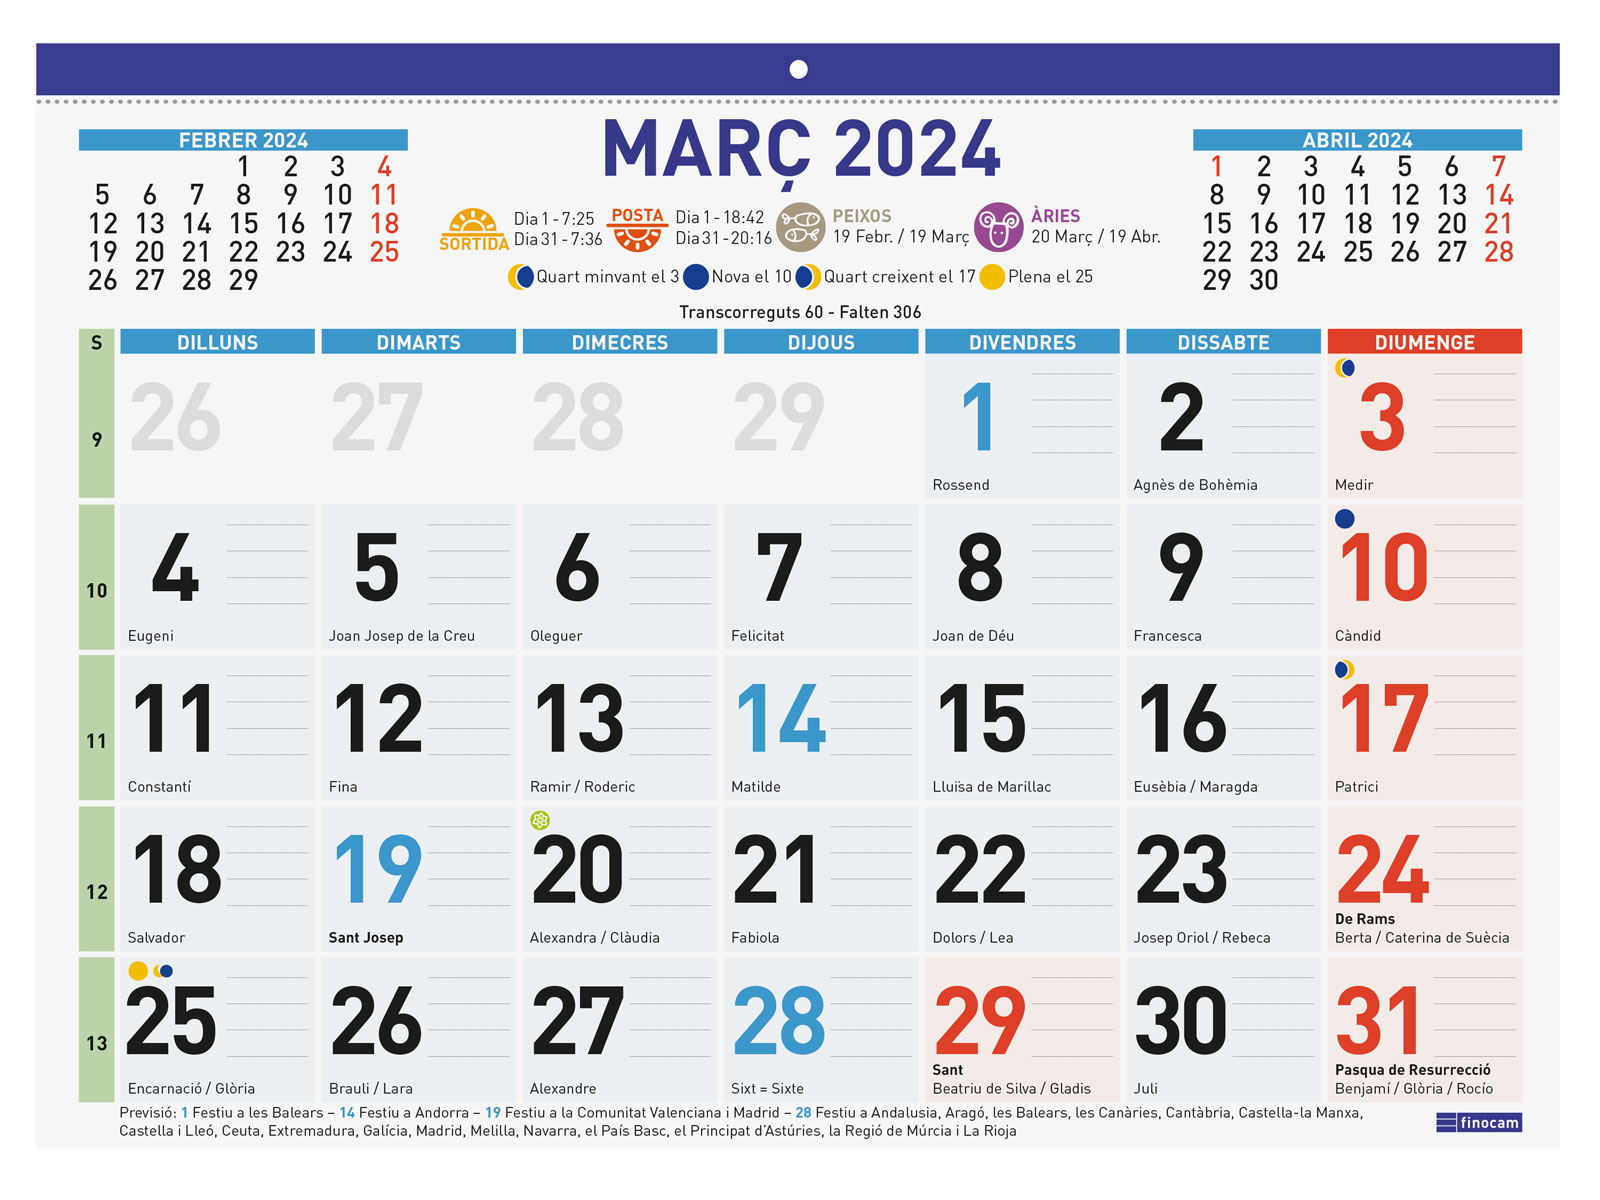 MARÇ 2024
FEBRER 2024
1 2 3 4
5 6 7 8 9 10 11
12 13 14 15 16 17 18
19 20 21 22 23 24 25
26 27 28 29
SORTIDA
Dia 1 - 7:25
Dia 31 - 7:36
POSTA
Dia 1 - 18:42
Dia 31 - 20:16
PEIXOS
19 Febr. / 19 Març
ÀRIES
20 Març / 19 Abr.
Quart minvant el 3 Nova el 10 Quart creixent el 17 Plena el 25
Transcorreguts 60 - Falten 306
ABRIL 2024
1 2 3 4 5 6 7
8 9 10 11 12 13 14
15 16 17 18 19 20 21
22 23 24 25 26 27 28
29 30
S DILLUNS DIMARTS DIMECRES DIJOUS DIVENDRES DISSABTE DIUMENGE
9 26 27 28 29 1 2 3
Rossend Agnès de Bohèmia Medir
10 4 5 6 7 8 9 10
Eugeni Joan Josep de la Creu Oleguer Felicitat Joan de Déu Francesca Càndid
11 11 12 13 14 15 16 17
Constantí Fina Ramir / Roderic Matilde Lluïsa de Marillac Eusèbia / Maragda Patrici
12 18 19 20 21 22 23 24
De Rams
Salvador Sant Josep Alexandra / Clàudia Fabiola Dolors / Lea Josep Oriol / Rebeca Berta / Caterina de Suècia
13 25 26 27 28 29 30 31
Sant Pasqua de Resurrecció
Encarnació / Glòria Brauli / Lara Alexandre Sixt = Sixte Beatriu de Silva / Gladis Juli Benjamí / Glòria / Rocío
Previsió: 1 Festiu a les Balears – 14 Festiu a Andorra – 19 Festiu a la Comunitat Valenciana i Madrid – 28 Festiu a Andalusia, Aragó, les Balears, les Canàries, Cantàbria, Castella-la Manxa,
Castella i Lleó, Ceuta, Extremadura, Galícia, Madrid, Melilla, Navarra, el País Basc, el Principat d'Astúries, la Regió de Múrcia i La Rioja
finocam